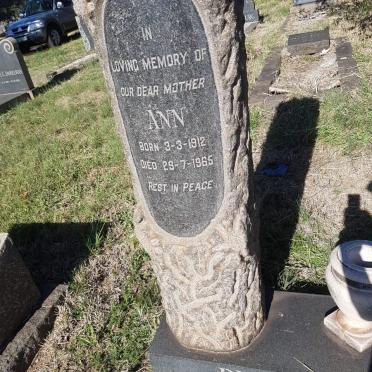 IN
LOVING MEMORY OF
OUR DEAR MOTHER
ANN
BORN 3-3-1912
DIED 29-7-1965
REST IN PEACE